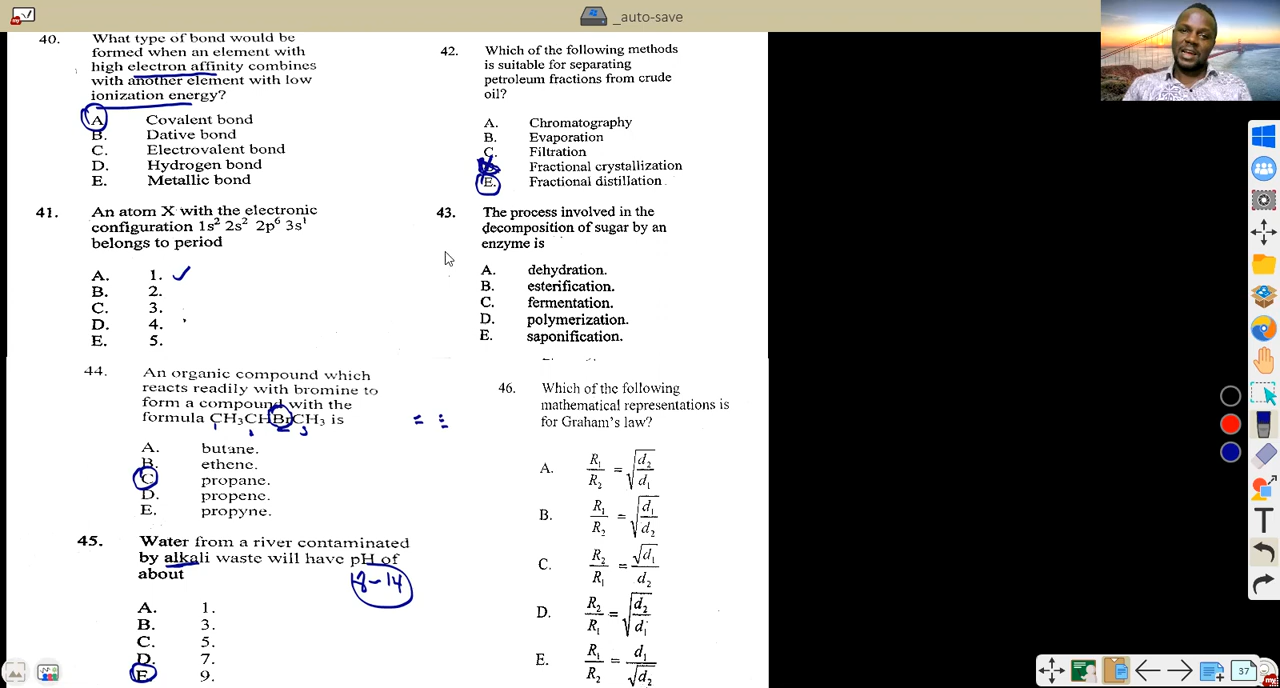 _auto-save
40. What type of bond would be
formed when an element with
high electron affinity combines
with another element with low
ionization energy?
A. Covalent bond
B. Dative bond
C. Electrovalent bond
D. Hydrogen bond
E. Metallic bond
41. An atom X with the electronic
configuration 1s² 2s² 2p⁶ 3s¹
belongs to period
A. 1.
B. 2.
C. 3.
D. 4.
E. 5.
42. Which of the following methods
is suitable for separating
petroleum fractions from crude
oil?
A. Chromatography
B. Evaporation
C. Filtration
Fractional crystallization
E. Fractional distillation
43. The process involved in the
decomposition of sugar by an
enzyme is
A. dehydration.
B. esterification.
C. fermentation.
D. polymerization.
E. saponification.
44. An organic compound which
reacts readily with bromine to
form a compound with the
formula CH₃CHBrCH₃ is
A. butane.
B. ethene.
C. propane.
D. propene.
E. propyne.
45. Water from a river contaminated
by alkali waste will have pH of
about
8-14
A. 1.
B. 3.
C. 5.
D. 7.
E. 9.
46. Which of the following
mathematical representations is
for Graham's law?
A. R₁/R₂ = √(d₂/d₁)
B. R₁/R₂ = √(d₁/d₂)
C. R₂/R₁ = √d₁/d₂
D. R₂/R₁ = √(d₂/d₁)
E. R₁/R₂ = d₁/√d₂
37